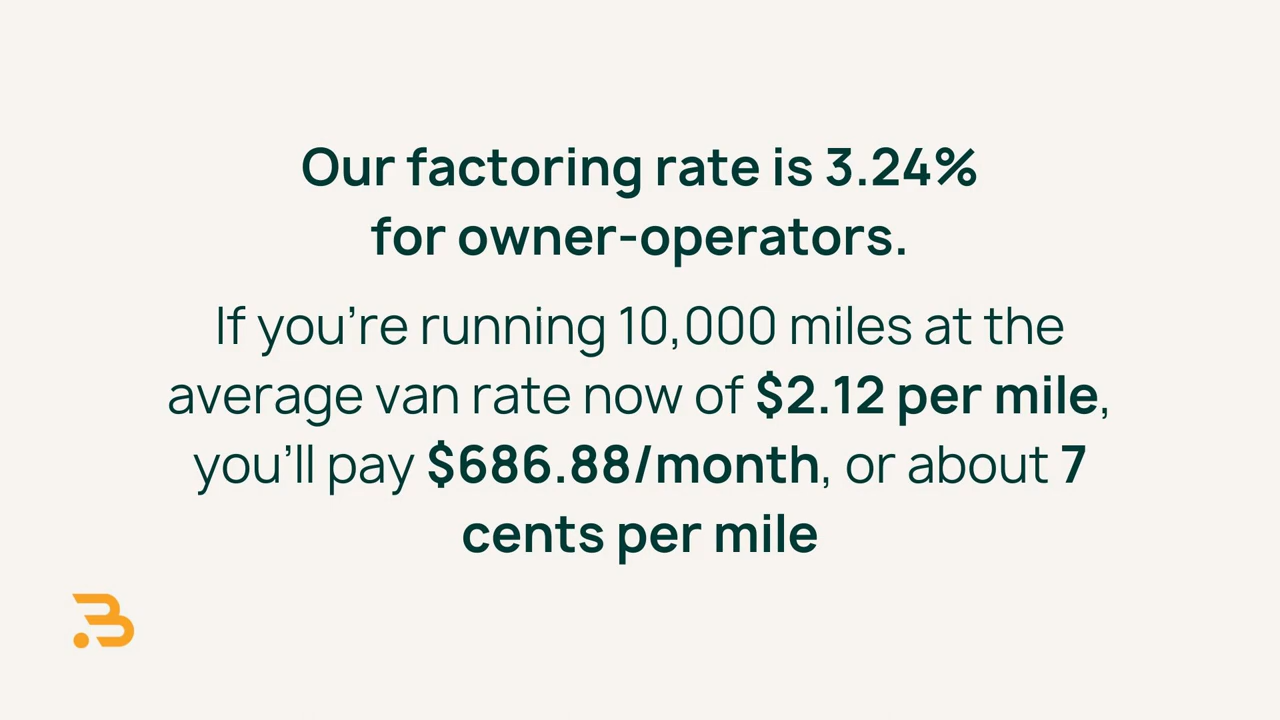 Our factoring rate is 3.24%
for owner-operators.
If you’re running 10,000 miles at the
average van rate now of $2.12 per mile,
you’ll pay $686.88/month, or about 7
cents per mile